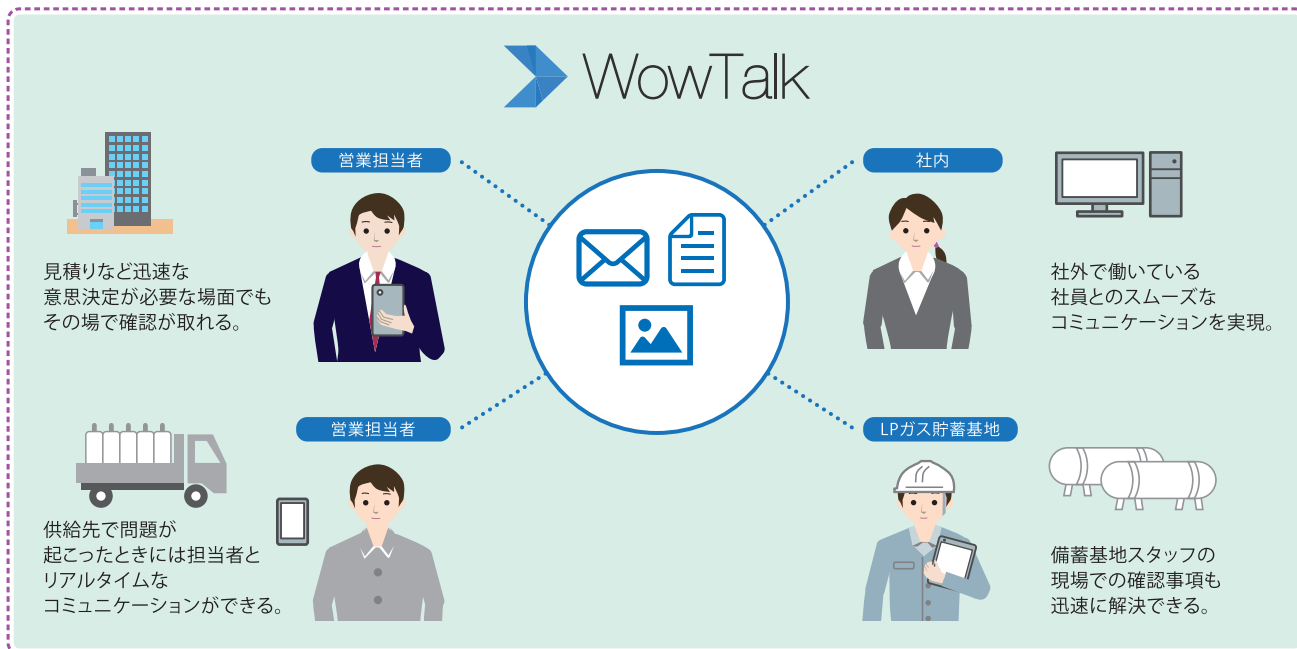 WowTalk
営業担当者
見積りなど迅速な
意思決定が必要な場面でも
その場で確認が取れる。
社内
社外で働いている
社員とのスムーズな
コミュニケーションを実現。
営業担当者
供給先で問題が
起こったときには担当者と
リアルタイムな
コミュニケーションができる。
LPガス貯蓄基地
備蓄基地スタッフの
現場での確認事項も
迅速に解決できる。